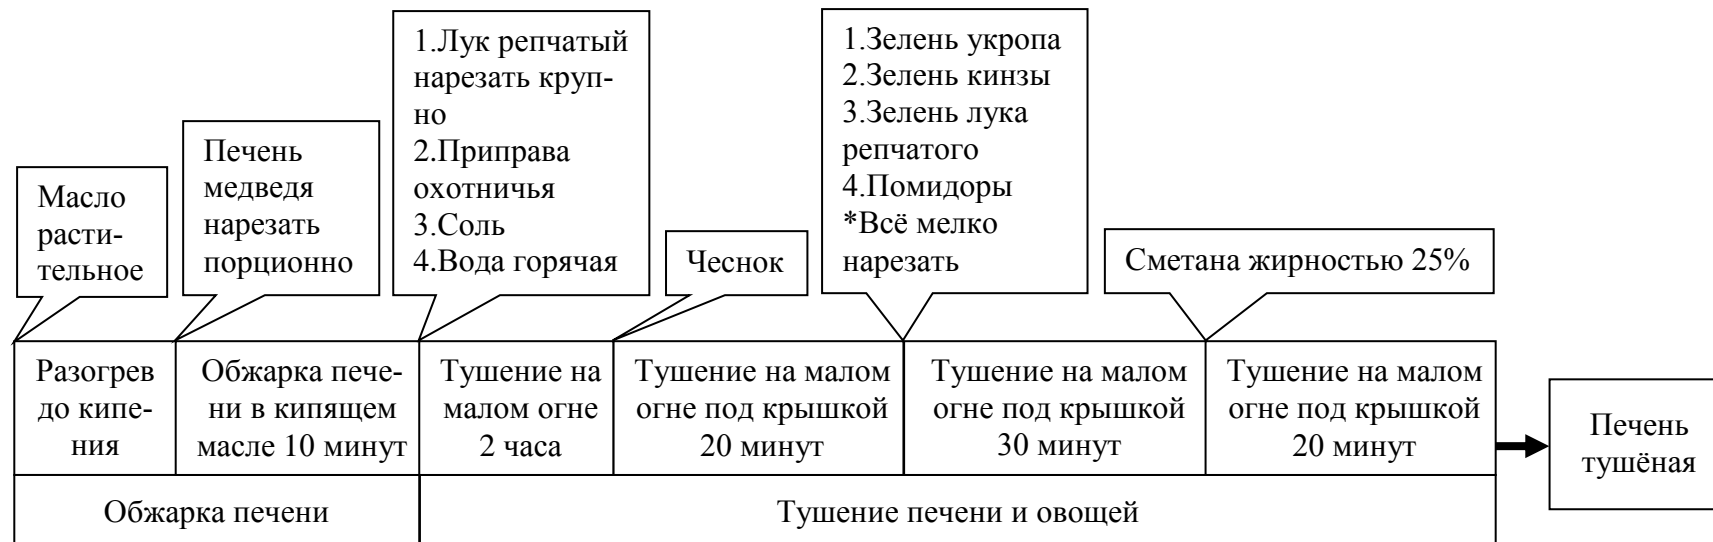 Масло
расти-
тельное
Печень
медведя
нарезать
порционно
1.Лук репчатый
нарезать круп-
но
2.Приправа
охотничья
3.Соль
4.Вода горячая
Чеснок
1.Зелень укропа
2.Зелень кинзы
3.Зелень лука
репчатого
4.Помидоры
*Всё мелко
нарезать
Сметана жирностью 25%
Разогрев
до кипе-
ния
Обжарка пече-
ни в кипящем
масле 10 минут
Тушение на
малом огне
2 часа
Тушение на малом
огне под крышкой
20 минут
Тушение на малом
огне под крышкой
30 минут
Тушение на малом
огне под крышкой
20 минут
Печень
тушёная
Обжарка печени
Тушение печени и овощей